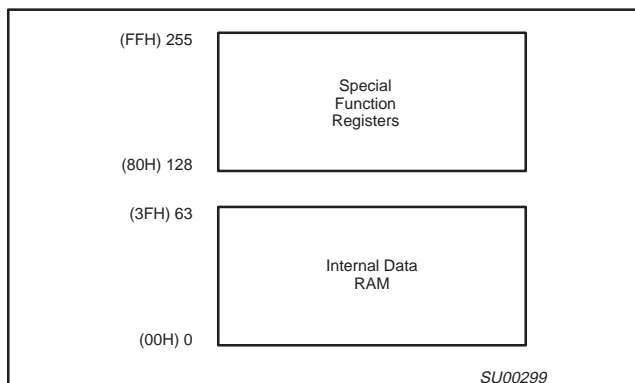 (FFH) 255
Special
Function
Registers
(80H) 128
(3FH) 63
Internal Data
RAM
(00H) 0
SU00299